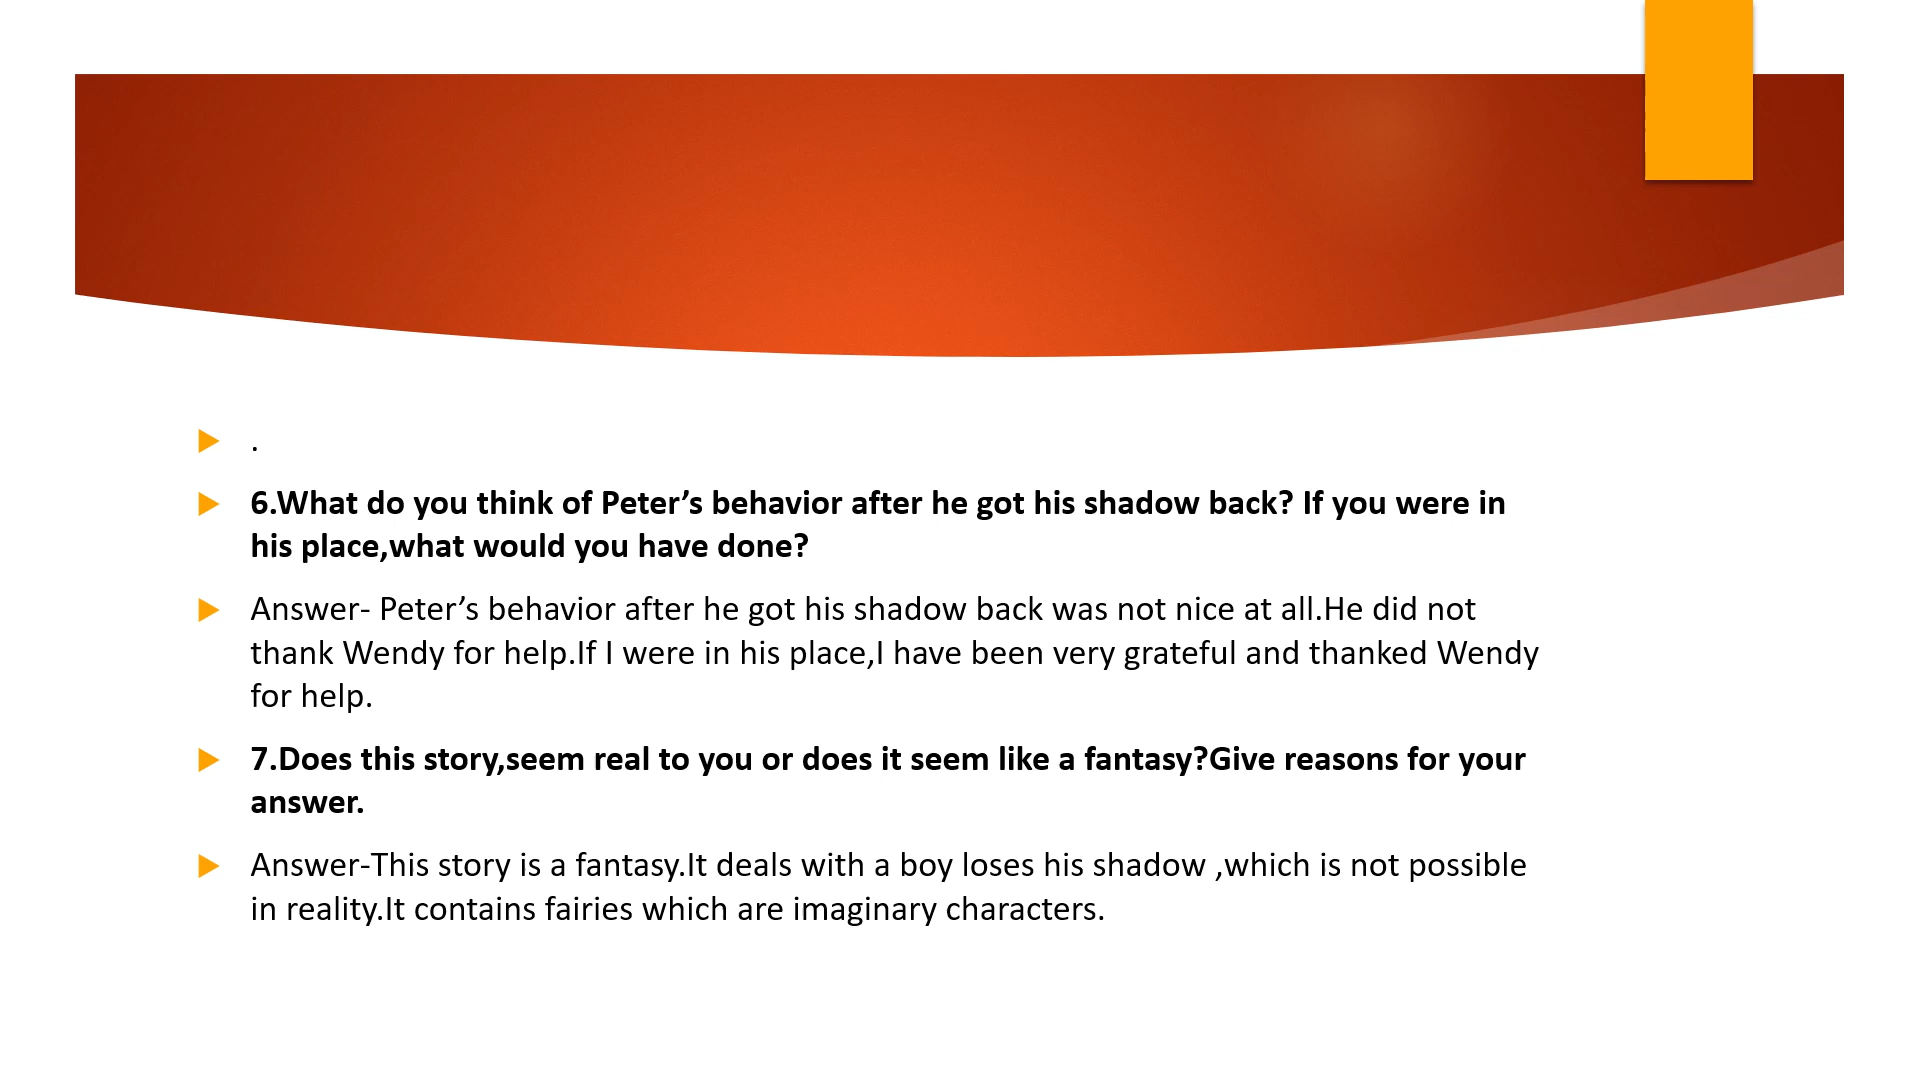 .
6.What do you think of Peter’s behavior after he got his shadow back? If you were in
his place,what would you have done?
Answer- Peter’s behavior after he got his shadow back was not nice at all.He did not
thank Wendy for help.If I were in his place,I have been very grateful and thanked Wendy
for help.
7.Does this story,seem real to you or does it seem like a fantasy?Give reasons for your
answer.
Answer-This story is a fantasy.It deals with a boy loses his shadow ,which is not possible
in reality.It contains fairies which are imaginary characters.